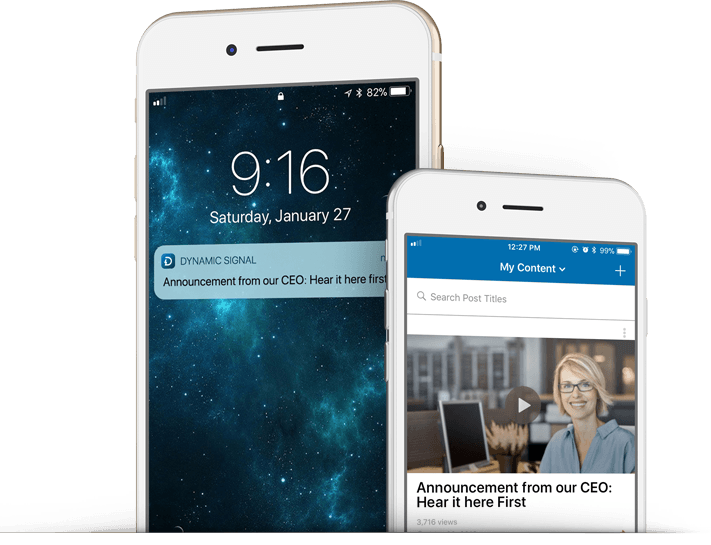 82%
9:16
Saturday, January 27
DYNAMIC SIGNAL
Announcement from our CEO: Hear it here first
12:27 PM
99%
My Content
Search Post Titles
Announcement from our CEO:
Hear it here First
3,716 views